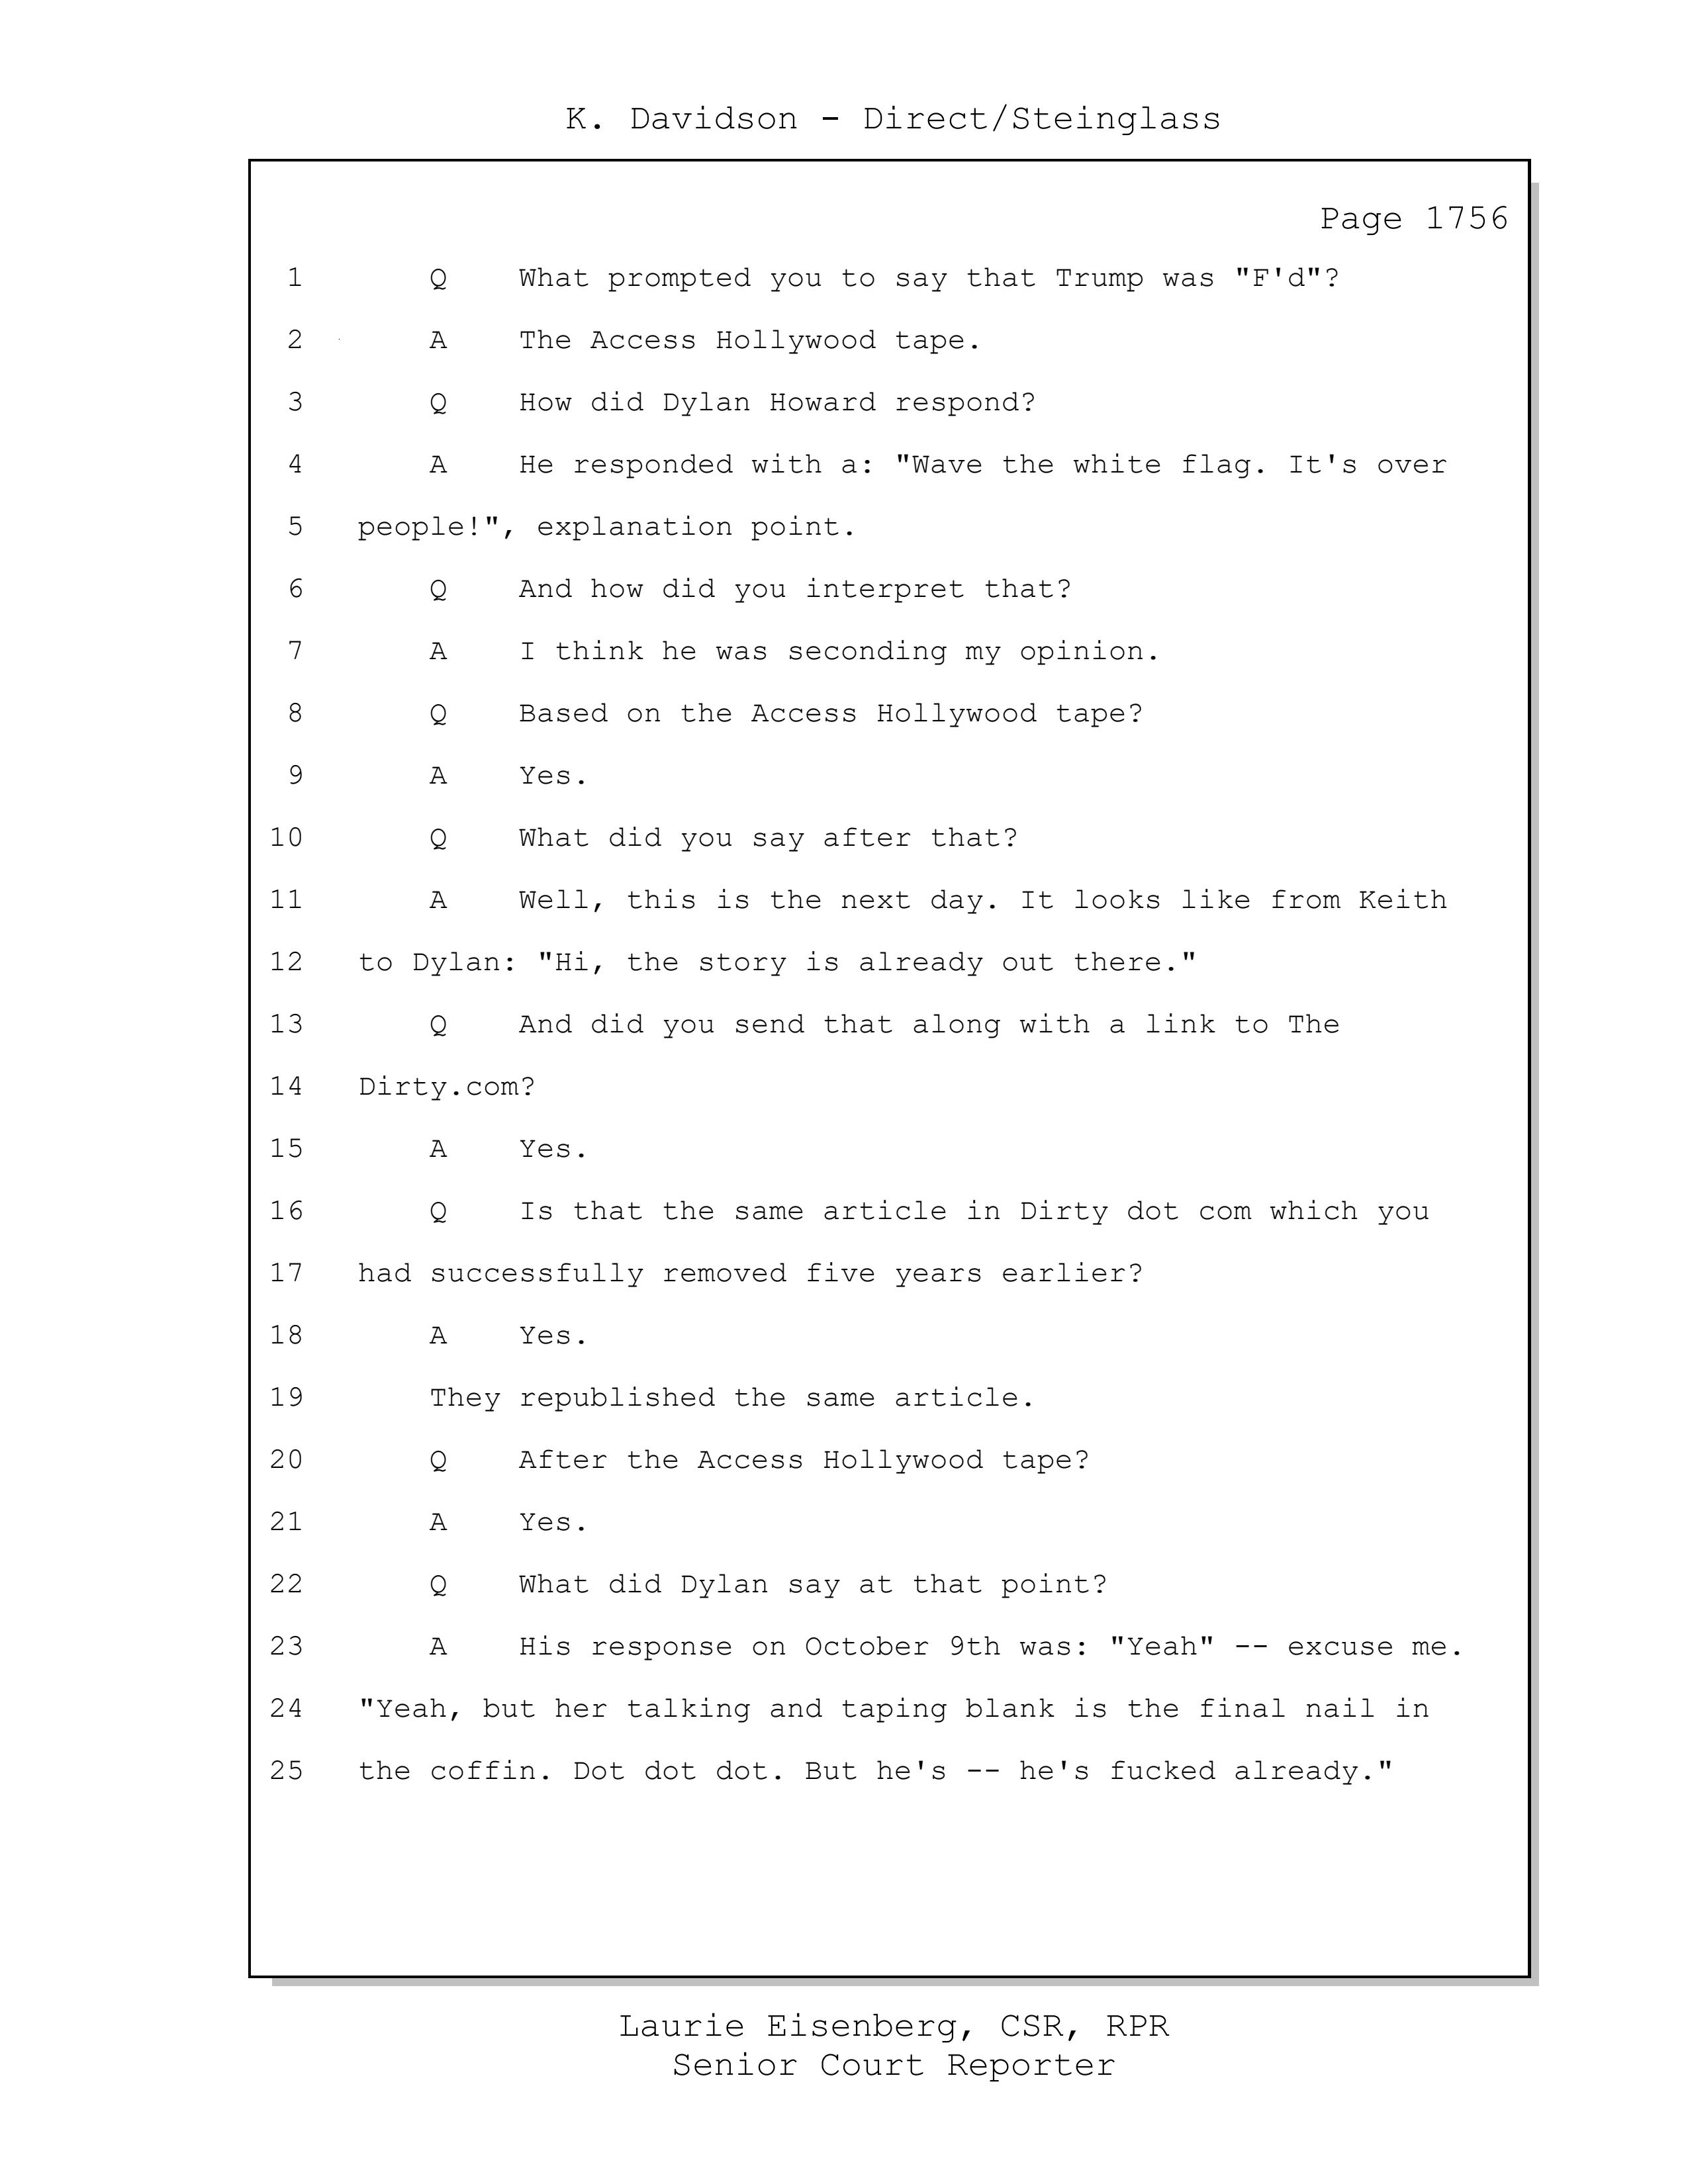 K. Davidson - Direct/Steinglass
Page 1756
1 Q What prompted you to say that Trump was "F'd"?
2 A The Access Hollywood tape.
3 Q How did Dylan Howard respond?
4 A He responded with a: "Wave the white flag. It's over
5 people!", explanation point.
6 Q And how did you interpret that?
7 A I think he was seconding my opinion.
8 Q Based on the Access Hollywood tape?
9 A Yes.
10 Q What did you say after that?
11 A Well, this is the next day. It looks like from Keith
12 to Dylan: "Hi, the story is already out there."
13 Q And did you send that along with a link to The
14 Dirty.com?
15 A Yes.
16 Q Is that the same article in Dirty dot com which you
17 had successfully removed five years earlier?
18 A Yes.
19 They republished the same article.
20 Q After the Access Hollywood tape?
21 A Yes.
22 Q What did Dylan say at that point?
23 A His response on October 9th was: "Yeah" -- excuse me.
24 "Yeah, but her talking and taping blank is the final nail in
25 the coffin. Dot dot dot. But he's -- he's fucked already."
Laurie Eisenberg, CSR, RPR
Senior Court Reporter